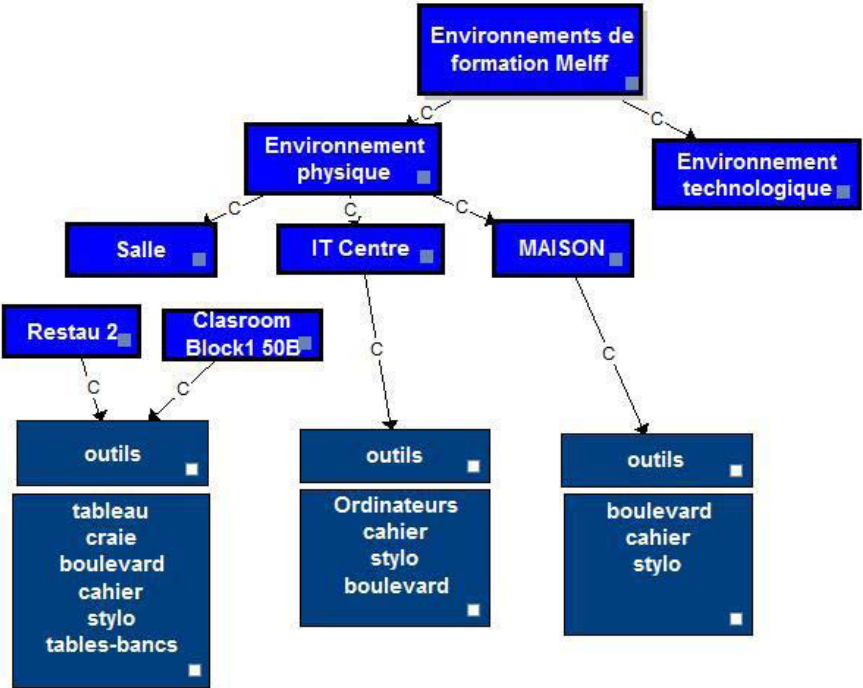 Environnements de
formation Melff
C
C
Environnement
physique
Environnement
technologique
C
C
C
Salle
IT Centre
MAISON
Restau 2
Clasroom
Block1 50B
C
C
C
C
outils
outils
outils
tableau
craie
boulevard
cahier
stylo
tables-bancs
Ordinateurs
cahier
stylo
boulevard
boulevard
cahier
stylo